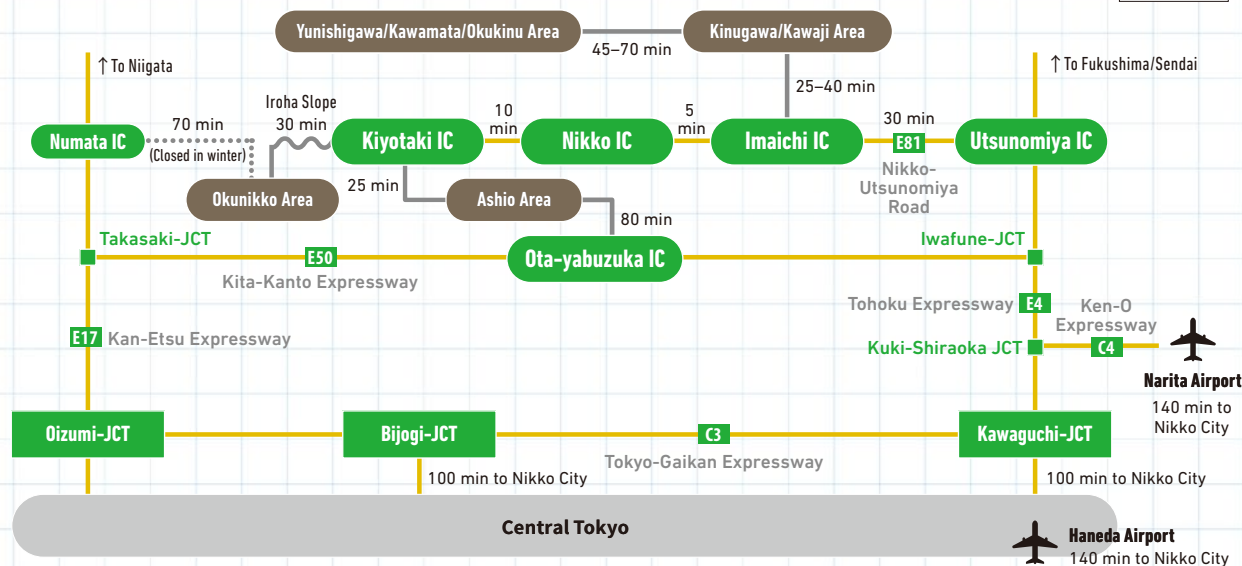 Yunishigawa/Kawamata/Okukinu Area
45–70 min
Kinugawa/Kawaji Area
↑ To Niigata
↑ To Fukushima/Sendai
25–40 min
Iroha Slope
30 min
70 min
(Closed in winter)
Numata IC
Kiyotaki IC
10
min
Nikko IC
5
min
Imaichi IC
30 min
E81
Nikko-
Utsunomiya
Road
Utsunomiya IC
Okunikko Area
25 min
Ashio Area
80 min
Takasaki-JCT
E50
Kita-Kanto Expressway
Ota-yabuzuka IC
Iwafune-JCT
Tohoku Expressway
E4
Ken-O
Expressway
E17
Kan-Etsu Expressway
Kuki-Shiraoka JCT
C4
Narita Airport
140 min to
Nikko City
Oizumi-JCT
Bijogi-JCT
C3
Tokyo-Gaikan Expressway
Kawaguchi-JCT
100 min to Nikko City
100 min to Nikko City
Central Tokyo
Haneda Airport
140 min to Nikko City